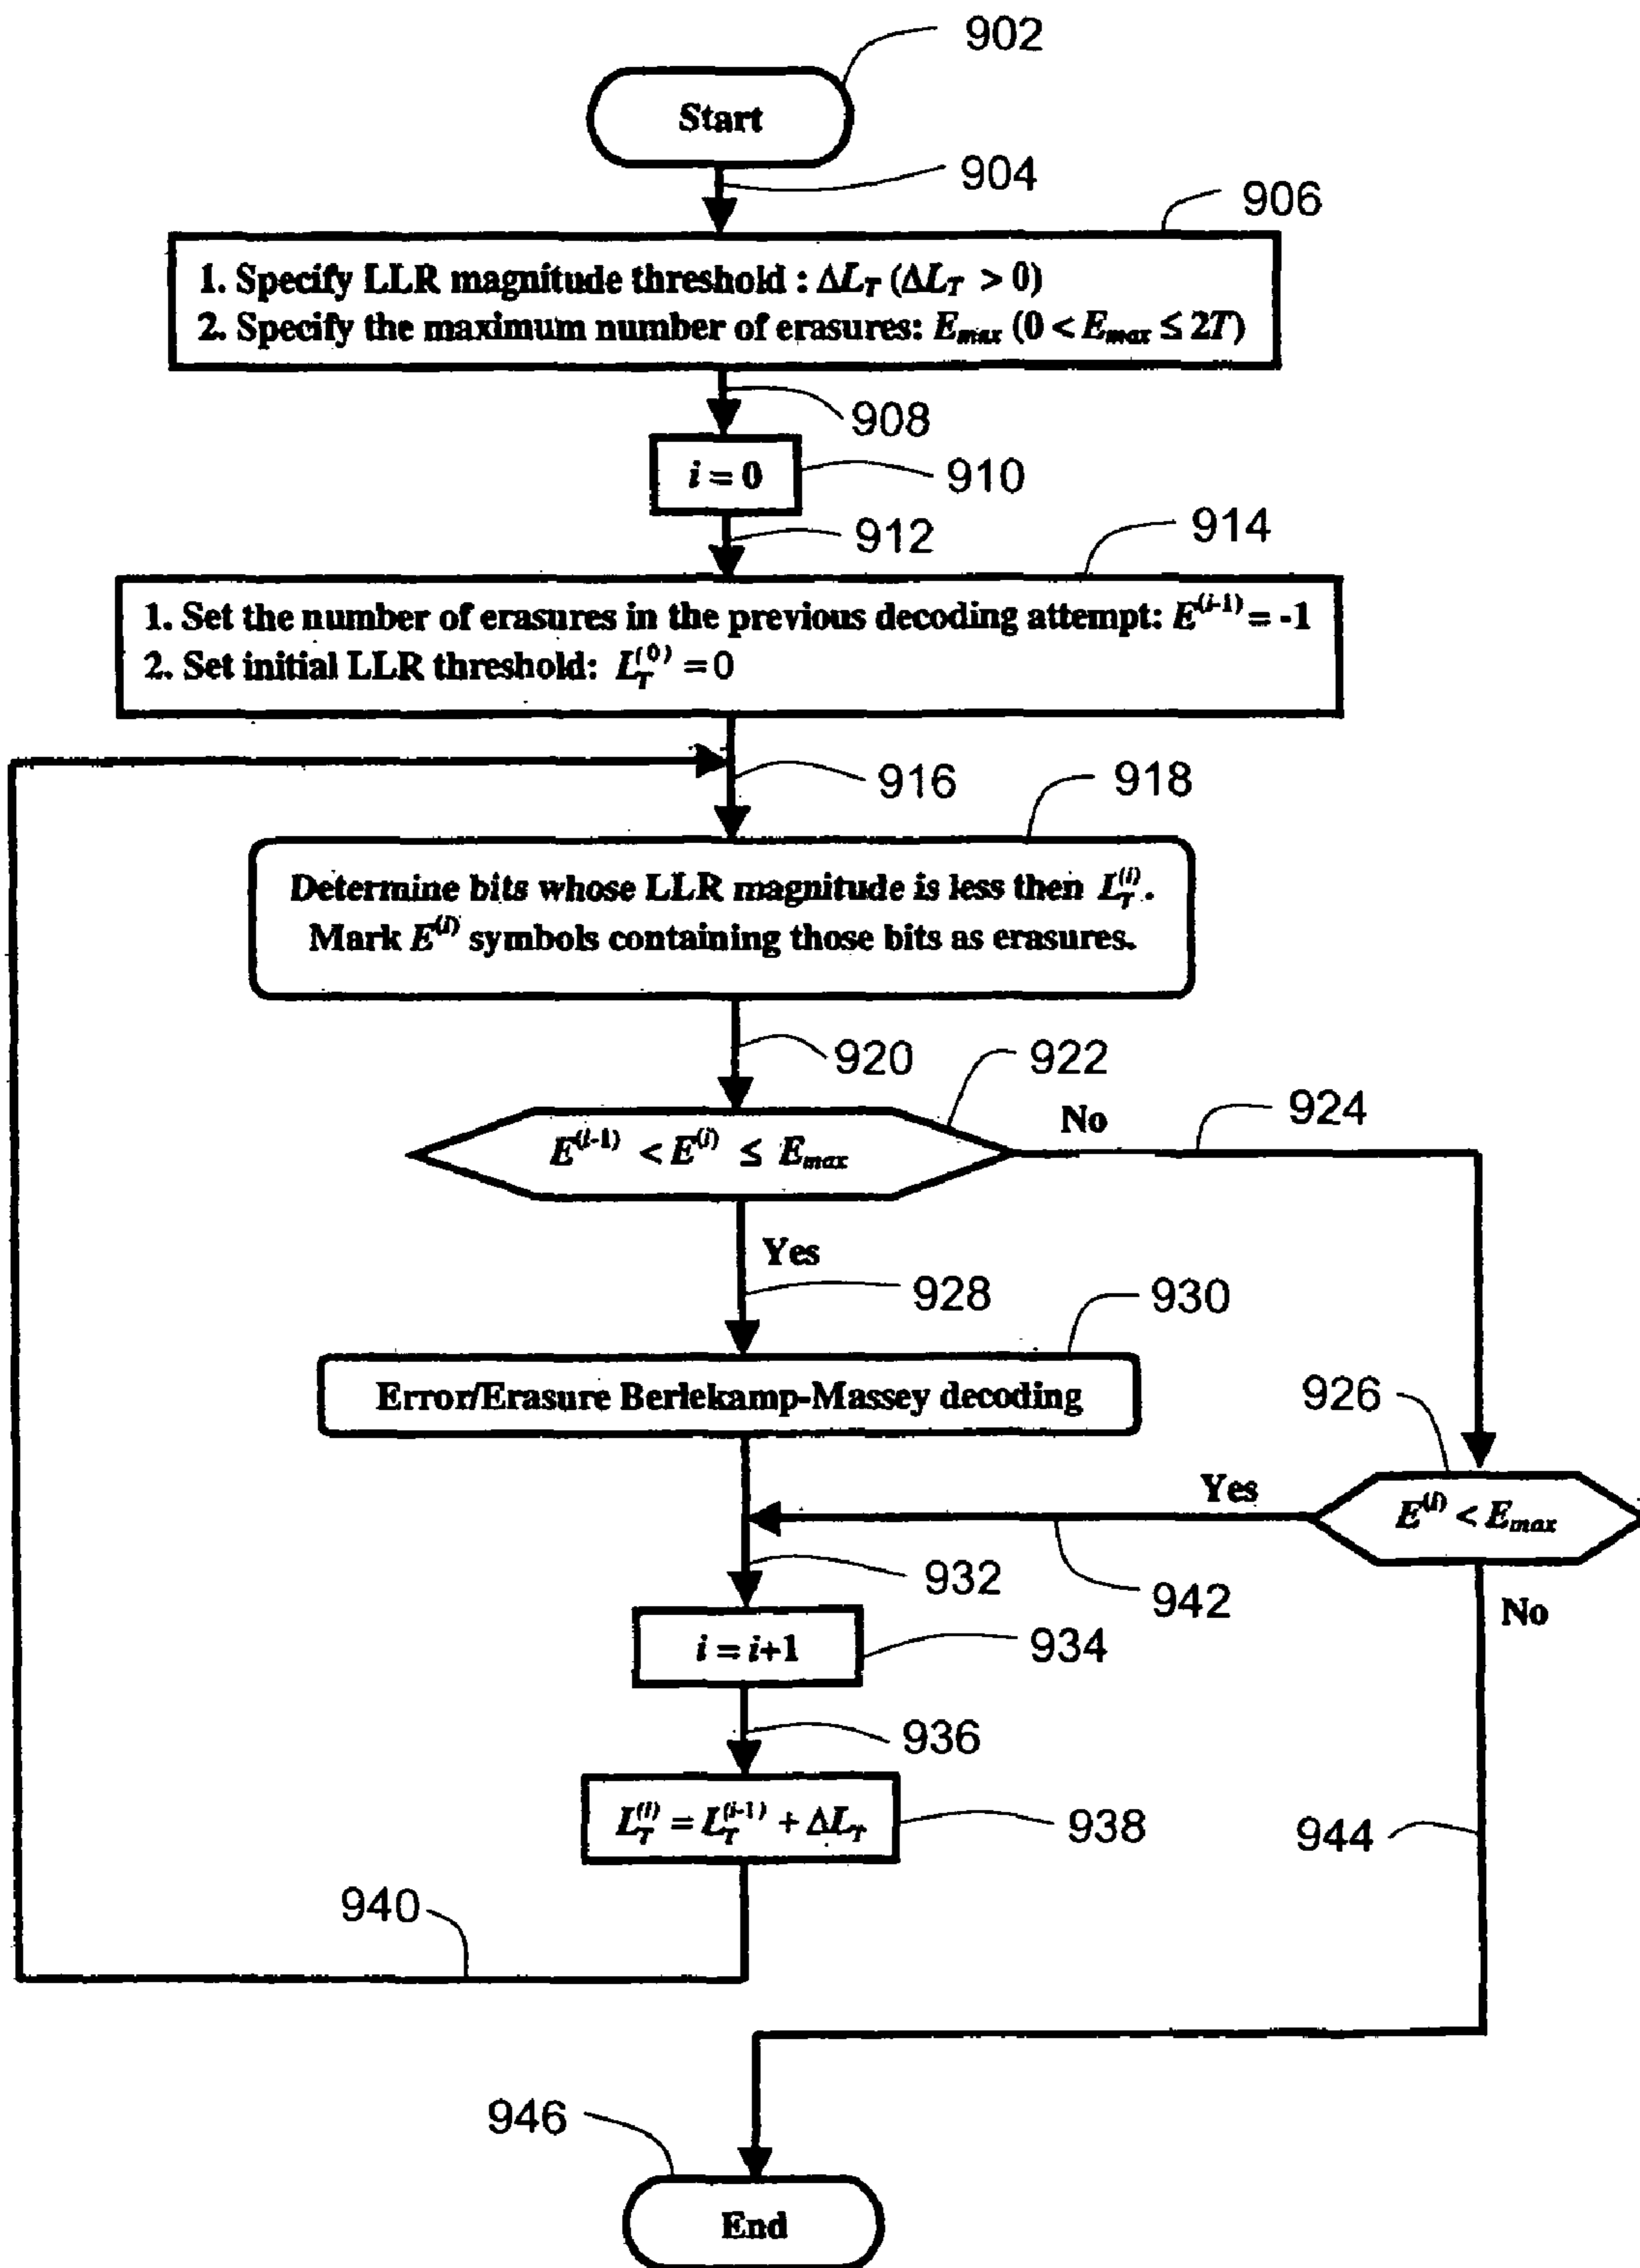 902
Start
904
906
1. Specify LLR magnitude threshold : ΔL_T (ΔL_T > 0)
2. Specify the maximum number of erasures: E_max (0 < E_max ≤ 2T)
908
i = 0
910
912
914
1. Set the number of erasures in the previous decoding attempt: E^(i-1) = -1
2. Set initial LLR threshold: L_T^(0) = 0
916
918
Determine bits whose LLR magnitude is less then L_T^(i).
Mark E^(i) symbols containing those bits as erasures.
920
922
No
924
E^(i-1) < E^(i) ≤ E_max
Yes
928
930
Error/Erasure Berlekamp-Massey decoding
926
Yes
E^(i) < E_max
932
942
No
i = i+1
934
936
L_T^(i) = L_T^(i-1) + ΔL_T
938
944
940
946
End